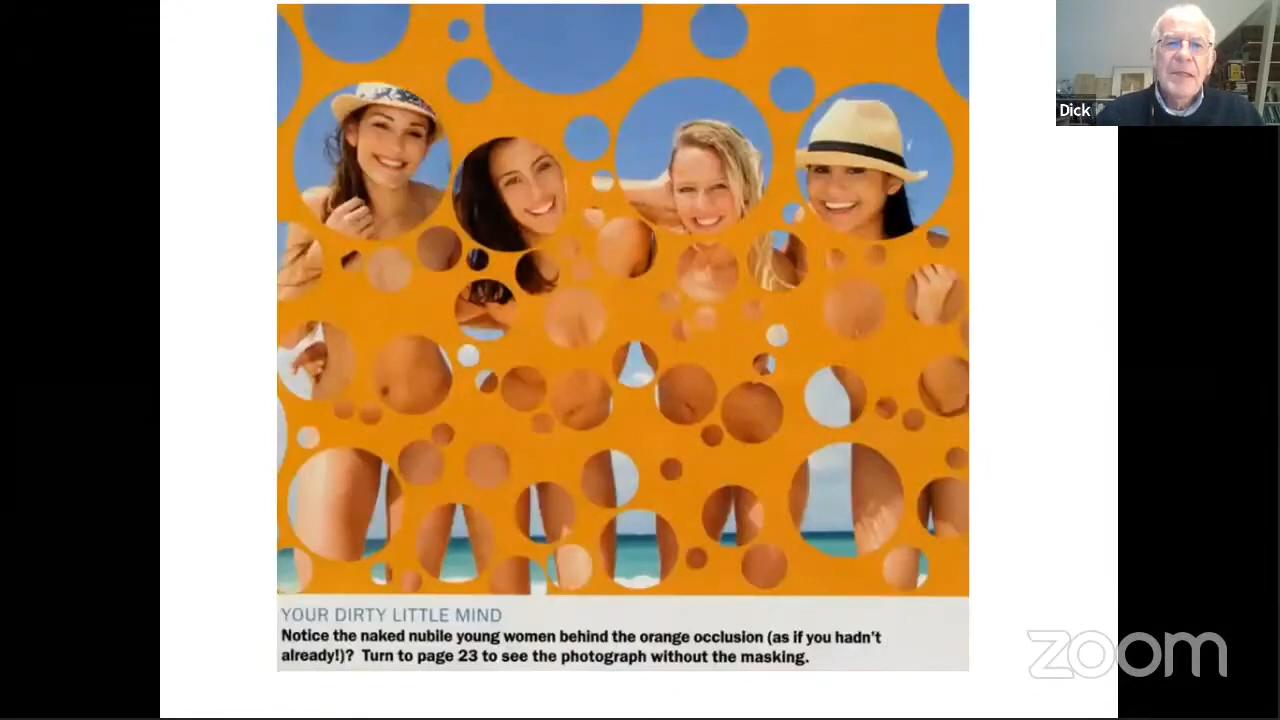 Dick
YOUR DIRTY LITTLE MIND
Notice the naked nubile young women behind the orange occlusion (as if you hadn't
already!)? Turn to page 23 to see the photograph without the masking.
zoom